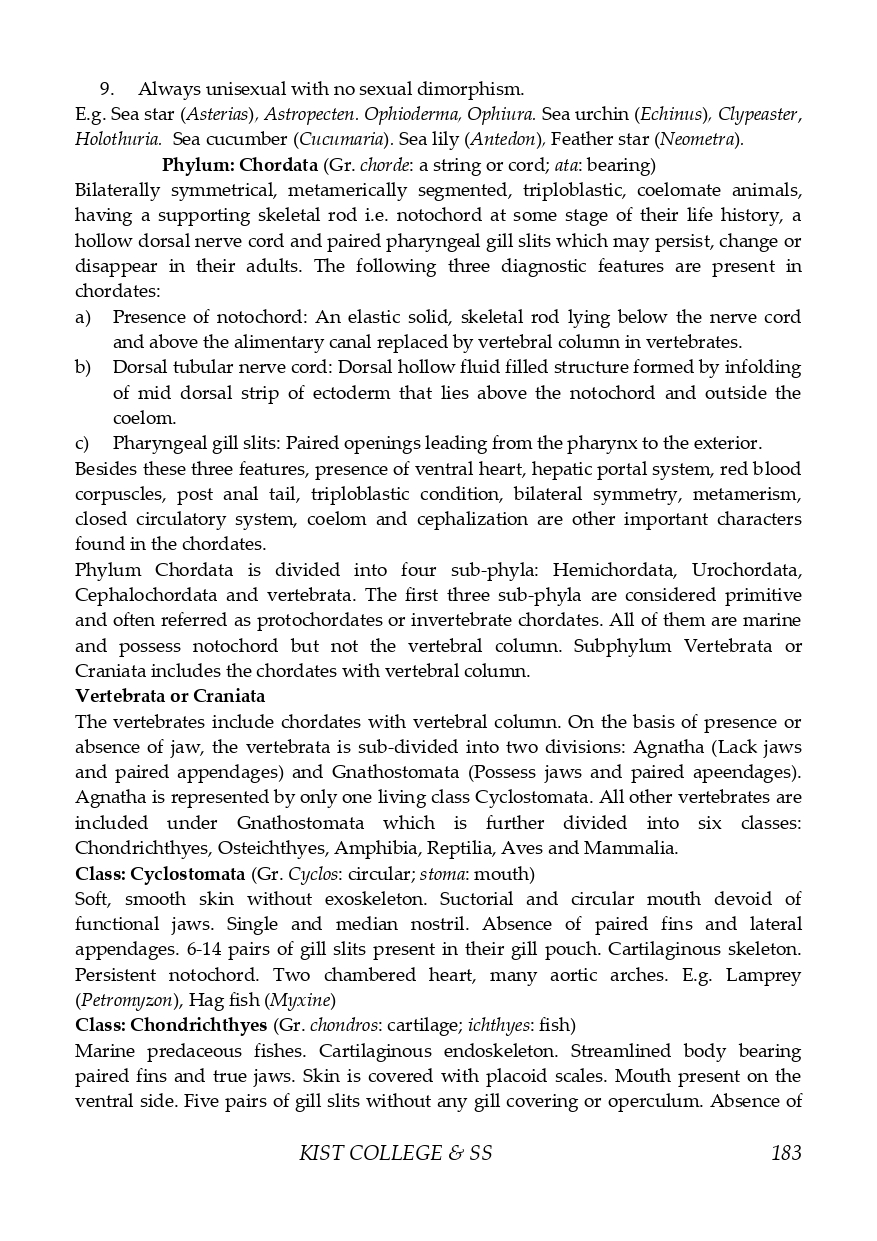 9. Always unisexual with no sexual dimorphism.
E.g. Sea star (Asterias), Astropecten. Ophioderma, Ophiura. Sea urchin (Echinus), Clypeaster,
Holothuria. Sea cucumber (Cucumaria). Sea lily (Antedon), Feather star (Neometra).
Phylum: Chordata (Gr. chorde: a string or cord; ata: bearing)
Bilaterally symmetrical, metamerically segmented, triploblastic, coelomate animals,
having a supporting skeletal rod i.e. notochord at some stage of their life history, a
hollow dorsal nerve cord and paired pharyngeal gill slits which may persist, change or
disappear in their adults. The following three diagnostic features are present in
chordates:
a) Presence of notochord: An elastic solid, skeletal rod lying below the nerve cord
and above the alimentary canal replaced by vertebral column in vertebrates.
b) Dorsal tubular nerve cord: Dorsal hollow fluid filled structure formed by infolding
of mid dorsal strip of ectoderm that lies above the notochord and outside the
coelom.
c) Pharyngeal gill slits: Paired openings leading from the pharynx to the exterior.
Besides these three features, presence of ventral heart, hepatic portal system, red blood
corpuscles, post anal tail, triploblastic condition, bilateral symmetry, metamerism,
closed circulatory system, coelom and cephalization are other important characters
found in the chordates.
Phylum Chordata is divided into four sub-phyla: Hemichordata, Urochordata,
Cephalochordata and vertebrata. The first three sub-phyla are considered primitive
and often referred as protochordates or invertebrate chordates. All of them are marine
and possess notochord but not the vertebral column. Subphylum Vertebrata or
Craniata includes the chordates with vertebral column.
Vertebrata or Craniata
The vertebrates include chordates with vertebral column. On the basis of presence or
absence of jaw, the vertebrata is sub-divided into two divisions: Agnatha (Lack jaws
and paired appendages) and Gnathostomata (Possess jaws and paired apeendages).
Agnatha is represented by only one living class Cyclostomata. All other vertebrates are
included under Gnathostomata which is further divided into six classes:
Chondrichthyes, Osteichthyes, Amphibia, Reptilia, Aves and Mammalia.
Class: Cyclostomata (Gr. Cyclos: circular; stoma: mouth)
Soft, smooth skin without exoskeleton. Suctorial and circular mouth devoid of
functional jaws. Single and median nostril. Absence of paired fins and lateral
appendages. 6-14 pairs of gill slits present in their gill pouch. Cartilaginous skeleton.
Persistent notochord. Two chambered heart, many aortic arches. E.g. Lamprey
(Petromyzon), Hag fish (Myxine)
Class: Chondrichthyes (Gr. chondros: cartilage; ichthyes: fish)
Marine predaceous fishes. Cartilaginous endoskeleton. Streamlined body bearing
paired fins and true jaws. Skin is covered with placoid scales. Mouth present on the
ventral side. Five pairs of gill slits without any gill covering or operculum. Absence of
KIST COLLEGE & SS 183